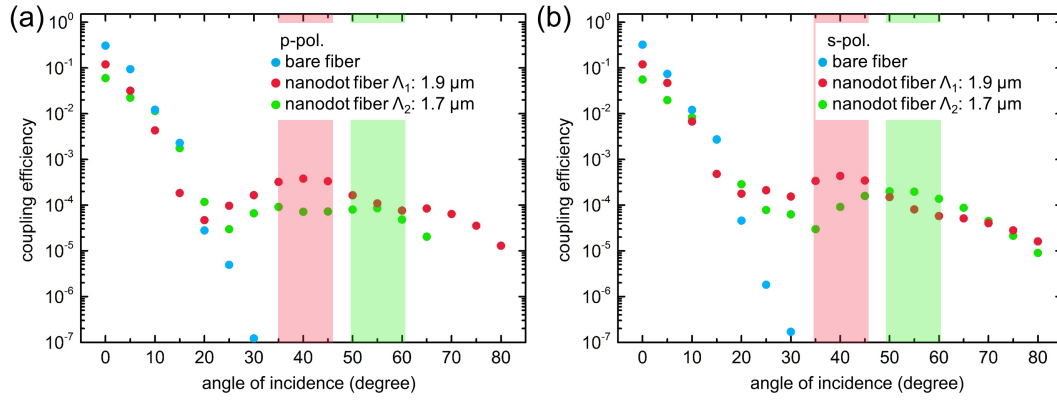 (a)
p-pol.
bare fiber
nanodot fiber Λ₁: 1.9 µm
nanodot fiber Λ₂: 1.7 µm
coupling efficiency
10⁰
10⁻¹
10⁻²
10⁻³
10⁻⁴
10⁻⁵
10⁻⁶
10⁻⁷
0 10 20 30 40 50 60 70 80
angle of incidence (degree)
(b)
s-pol.
bare fiber
nanodot fiber Λ₁: 1.9 µm
nanodot fiber Λ₂: 1.7 µm
coupling efficiency
10⁰
10⁻¹
10⁻²
10⁻³
10⁻⁴
10⁻⁵
10⁻⁶
10⁻⁷
0 10 20 30 40 50 60 70 80
angle of incidence (degree)